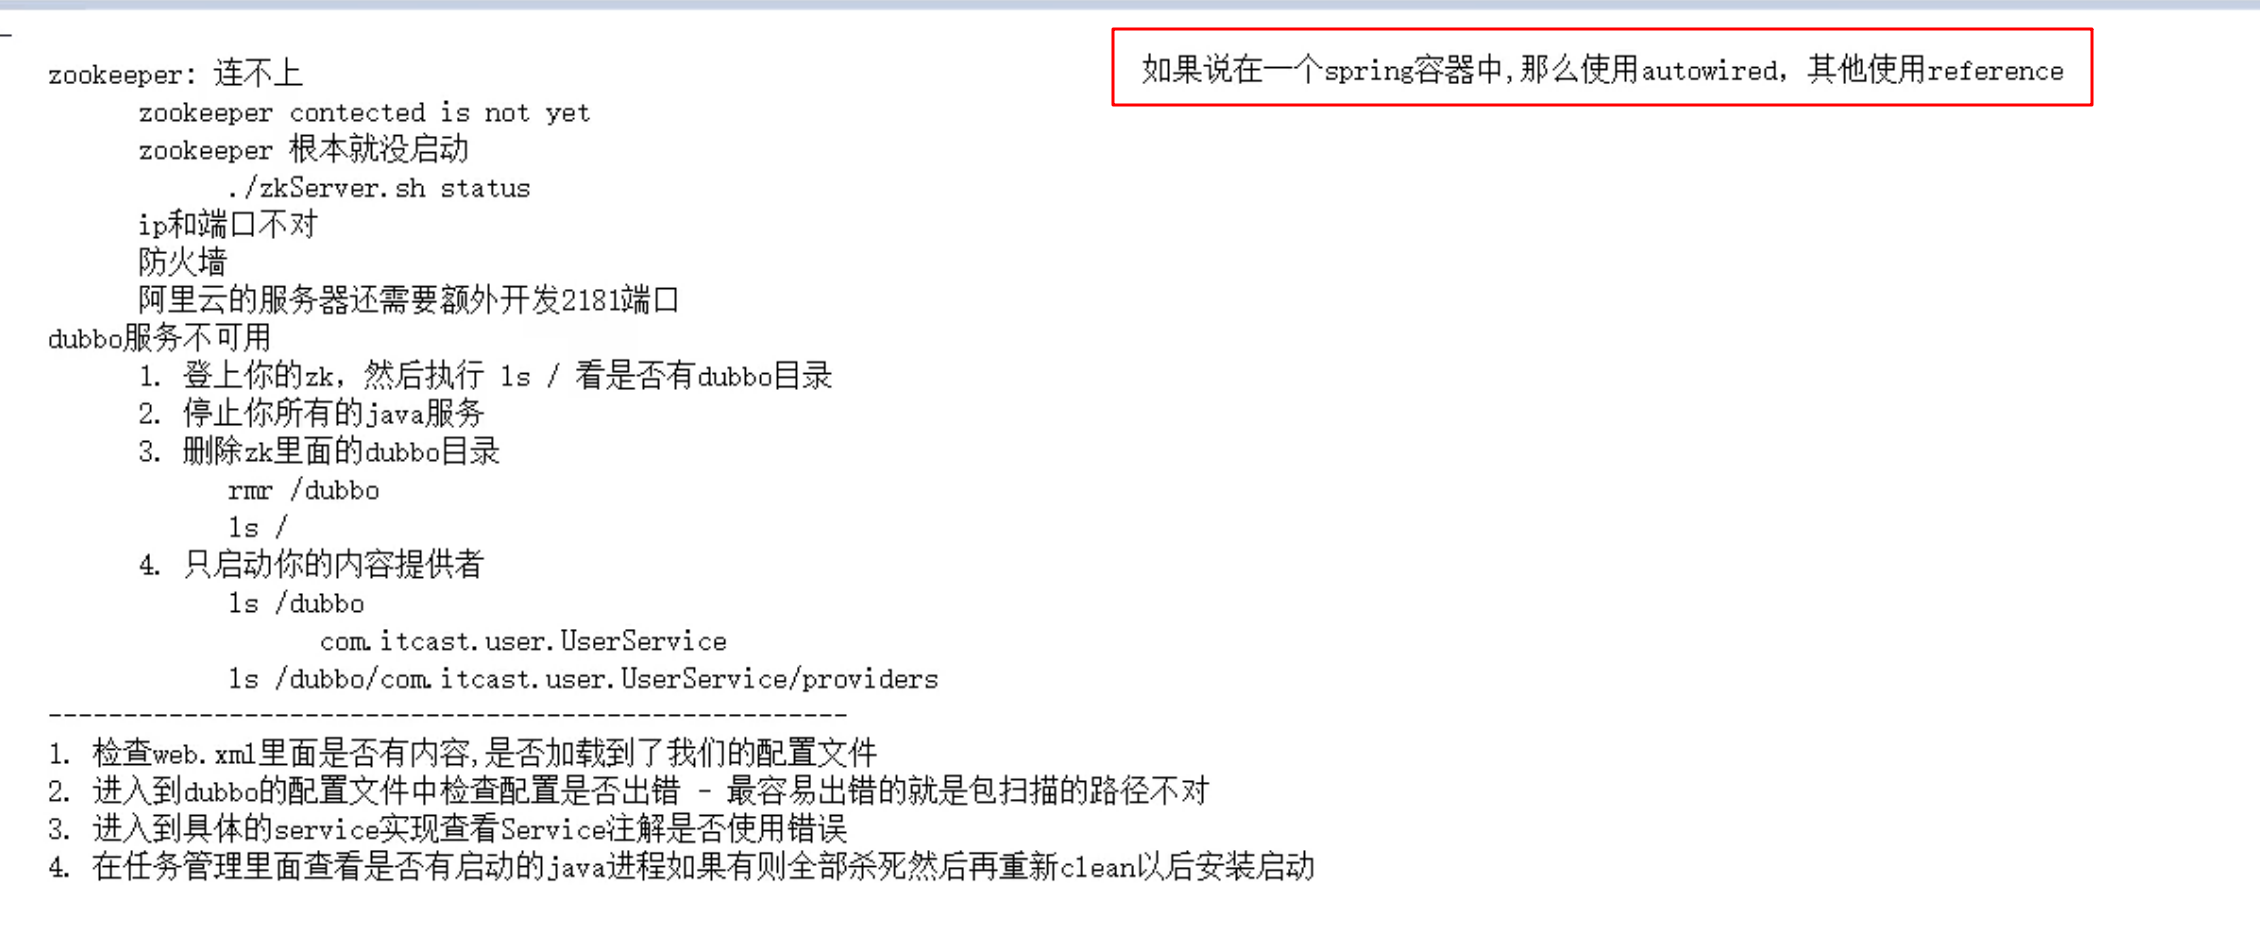 如果说在一个spring容器中,那么使用autowired，其他使用reference
zookeeper: 连不上
zookeeper contected is not yet
zookeeper 根本就没启动
./zkServer.sh status
ip和端口不对
防火墙
阿里云的服务器还需要额外开发2181端口
dubbo服务不可用
1. 登上你的zk，然后执行 ls / 看是否有dubbo目录
2. 停止你所有的java服务
3. 删除zk里面的dubbo目录
rmr /dubbo
ls /
4. 只启动你的内容提供者
ls /dubbo
com.itcast.user.UserService
ls /dubbo/com.itcast.user.UserService/providers
-----------------------------------------------------
1. 检查web.xml里面是否有内容,是否加载到了我们的配置文件
2. 进入到dubbo的配置文件中检查配置是否出错 - 最容易出错的就是包扫描的路径不对
3. 进入到具体的service实现查看Service注解是否使用错误
4. 在任务管理里面查看是否有启动的java进程如果有则全部杀死然后再重新clean以后安装启动